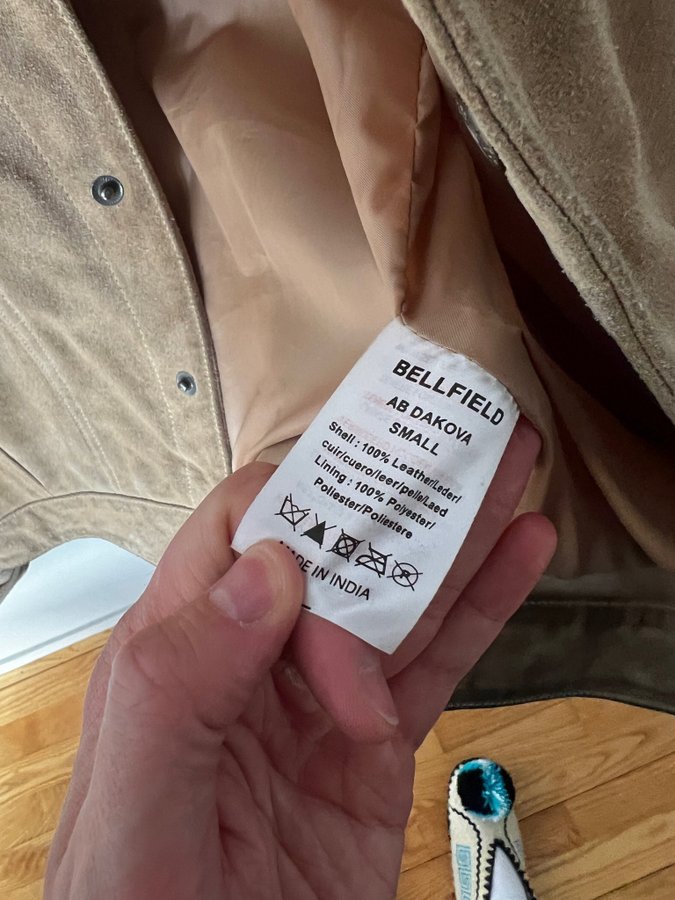 BELLFIELD
AB DAKOVA
SMALL
Shell : 100% Leather/Leder/
cuir/cuero/leer/pelle/Laed
Lining : 100% Polyester/
Poliester/Poliestere
IN INDIA